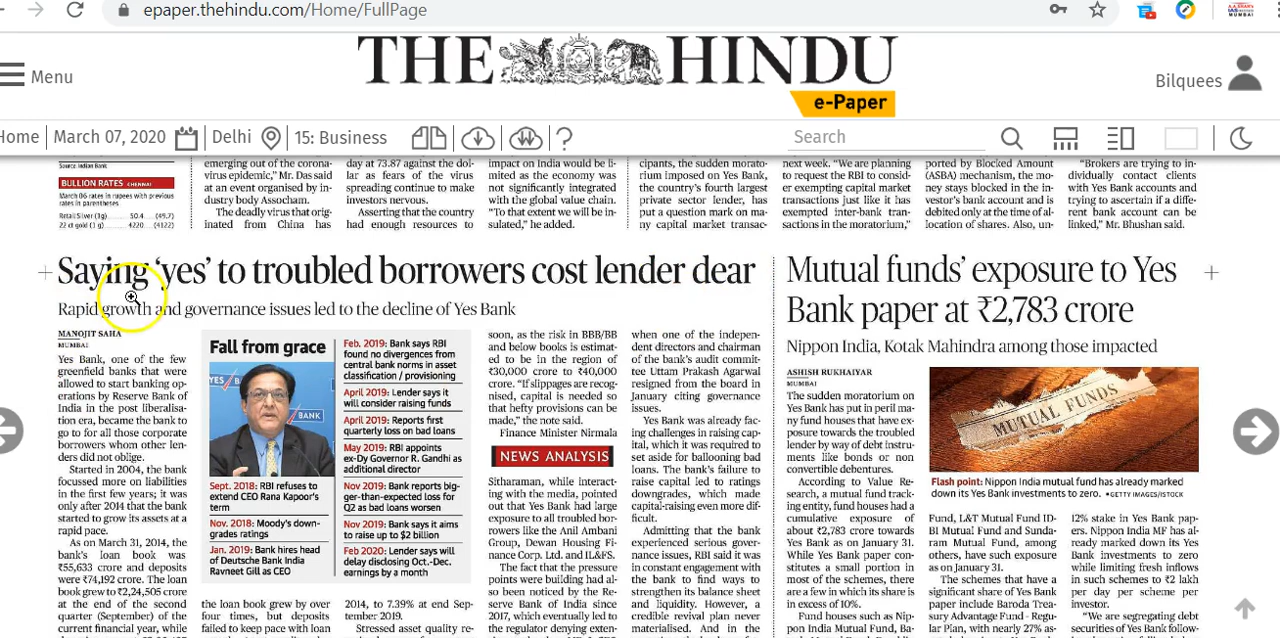 epaper.thehindu.com/Home/FullPage
THE HINDU
e-Paper
Menu
Bilquees
Home
March 07, 2020
Delhi
15: Business
?
Search
Source: Indian Bank
BULLION RATES CHENNAI
March 06 rates in rupees with previous
rates in parentheses
Retail Silver (1g) 50.4 (49.7)
22 ct gold (1 g) 4220 (4122)
emerging out of the corona-
virus epidemic,” Mr. Das said
at an event organised by in-
dustry body Assocham.
The deadly virus that orig-
inated from China has
day at 73.87 against the dol-
lar as fears of the virus
spreading continue to make
investors nervous.
Asserting that the country
had enough resources to
impact on India would be li-
mited as the economy was
not significantly integrated
with the global value chain.
“To that extent we will be in-
sulated,” he added.
cipants, the sudden morato-
rium imposed on Yes Bank,
the country’s fourth largest
private sector lender, has
put a question mark on ma-
ny capital market transac-
next week. “We are planning
to request the RBI to consid-
er exempting capital market
transactions just like it has
exempted inter-bank tran-
sactions in the moratorium,”
ported by Blocked Amount
(ASBA) mechanism, the mo-
ney stays blocked in the in-
vestor’s bank account and is
debited only at the time of al-
location of shares. Also, un-
“Brokers are trying to in-
dividually contact clients
with Yes Bank accounts and
trying to ascertain if a diffe-
rent bank account can be
linked,” Mr. Bhushan said.
Saying ‘yes’ to troubled borrowers cost lender dear
Rapid growth and governance issues led to the decline of Yes Bank
MANOJIT SAHA
MUMBAI
Yes Bank, one of the few
greenfield banks that were
allowed to start banking op-
erations by Reserve Bank of
India in the post liberalisa-
tion era, became the bank to
go to for all those corporate
borrowers whom other len-
ders did not oblige.
Started in 2004, the bank
focussed more on liabilities
in the first few years; it was
only after 2014 that the bank
started to grow its assets at a
rapid pace.
As on March 31, 2014, the
bank’s loan book was
₹55,633 crore and deposits
were ₹74,192 crore. The loan
book grew to ₹2,24,505 crore
at the end of the second
quarter (September) of the
current financial year, while
Fall from grace
YES
BANK
Sept. 2018: RBI refuses to
extend CEO Rana Kapoor’s
term
Nov. 2018: Moody’s down-
grades ratings
Jan. 2019: Bank hires head
of Deutsche Bank India
Ravneet Gill as CEO
Feb. 2019: Bank says RBI
found no divergences from
central bank norms in asset
classification / provisioning
April 2019: Lender says it
will consider raising funds
April 2019: Reports first
quarterly loss on bad loans
May 2019: RBI appoints
ex-Dy Governor R. Gandhi as
additional director
Nov 2019: Bank reports big-
ger-than-expected loss for
Q2 as bad loans worsen
Nov 2019: Bank says it aims
to raise up to $2 billion
Feb 2020: Lender says will
delay disclosing Oct.-Dec.
earnings by a month
the loan book grew by over
four times, but deposits
failed to keep pace with loan
2014, to 7.39% at end Sep-
tember 2019.
Stressed asset quality re-
soon, as the risk in BBB/BB
and below books is estimat-
ed to be in the region of
₹30,000 crore to ₹40,000
crore. “If slippages are recog-
nised, capital is needed so
that hefty provisions can be
made,” the note said.
Finance Minister Nirmala
NEWS ANALYSIS
Sitharaman, while interact-
ing with the media, pointed
out that Yes Bank had large
exposure to all troubled bor-
rowers like the Anil Ambani
Group, Dewan Housing Fi-
nance Corp. Ltd. and IL&FS.
The fact that the pressure
points were building had al-
so been noticed by the Re-
serve Bank of India since
2017, which eventually led to
the regulator denying exten-
when one of the indepen-
dent directors and chairman
of the bank’s audit commit-
tee Uttam Prakash Agarwal
resigned from the board in
January citing governance
issues.
Yes Bank was already fac-
ing challenges in raising cap-
ital, which it was required to
set aside for ballooning bad
loans. The bank’s failure to
raise capital led to ratings
downgrades, which made
capital-raising even more dif-
ficult.
Admitting that the bank
experienced serious gover-
nance issues, RBI said it was
in constant engagement with
the bank to find ways to
strengthen its balance sheet
and liquidity. However, a
credible revival plan never
materialised. And in the
Mutual funds’ exposure to Yes
Bank paper at ₹2,783 crore
Nippon India, Kotak Mahindra among those impacted
ASHISH RUKHAIYAR
MUMBAI
The sudden moratorium on
Yes Bank has put in peril ma-
ny fund houses that have ex-
posure towards the troubled
lender by way of debt instru-
ments like bonds or non
convertible debentures.
According to Value Re-
search, a mutual fund track-
ing entity, fund houses had a
cumulative exposure of
about ₹2,783 crore towards
Yes Bank as on January 31.
While Yes Bank paper con-
stitutes a small portion in
most of the schemes, there
are a few in which its share is
in excess of 10%.
Fund houses such as Nip-
pon India Mutual Fund, Ba-
MUTUAL FUNDS
Flash point: Nippon India mutual fund has already marked
down its Yes Bank investments to zero. •GETTY IMAGES/ISTOCK
Fund, L&T Mutual Fund ID-
BI Mutual Fund and Sunda-
ram Mutual Fund, among
others, have such exposure
as on January 31.
The schemes that have a
significant share of Yes Bank
paper include Baroda Trea-
sury Advantage Fund - Regu-
lar Plan, with nearly 27% as-
12% stake in Yes Bank pap-
ers. Nippon India MF has al-
ready marked down its Yes
Bank investments to zero
while limiting fresh inflows
in such schemes to ₹2 lakh
per day per scheme per
investor.
“We are segregating debt
securities of Yes Bank follow-